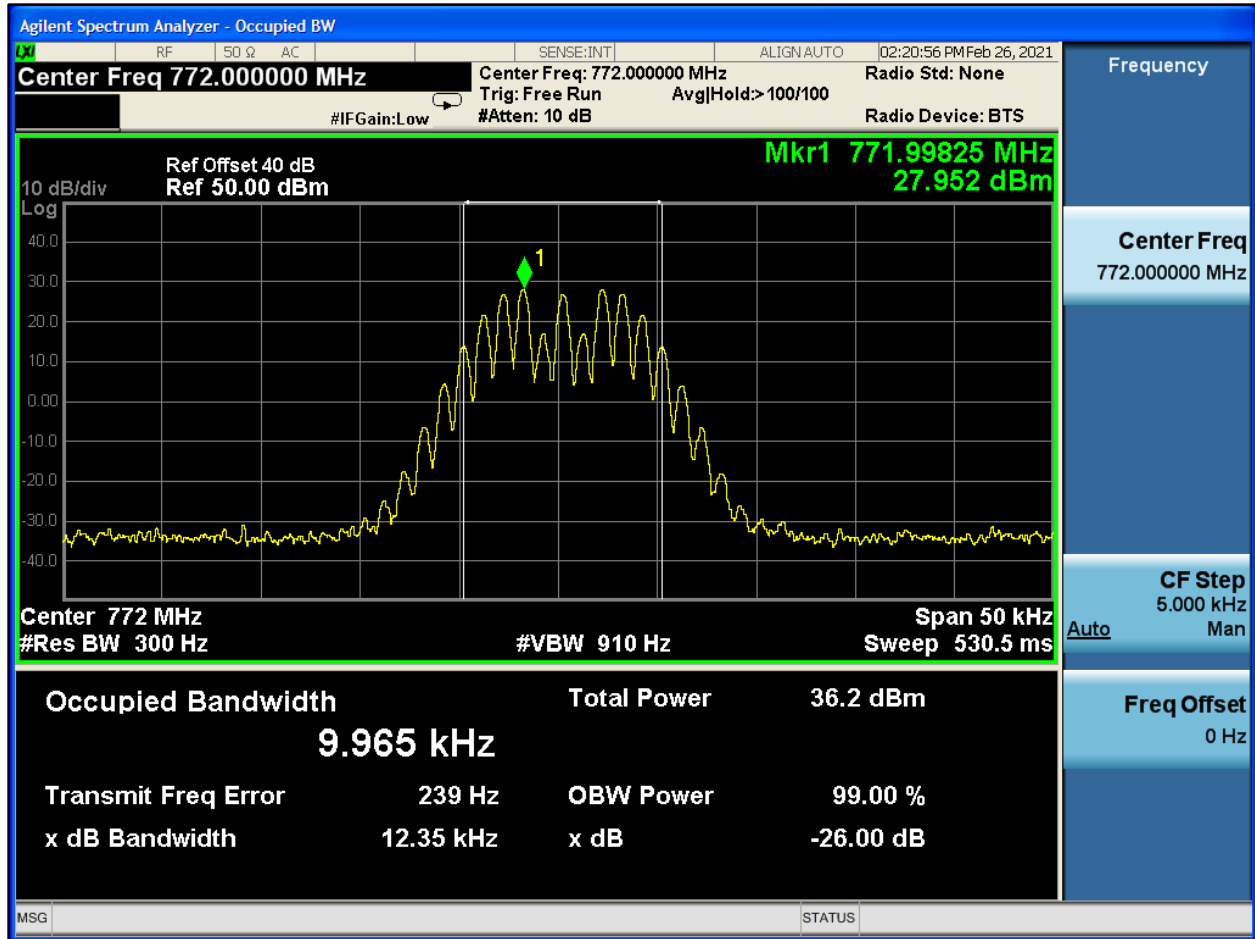 Agilent Spectrum Analyzer - Occupied BW
LXI RF 50 Ω AC SENSE:INT ALIGN AUTO 02:20:56 PM Feb 26, 2021
Center Freq 772.000000 MHz
Center Freq: 772.000000 MHz Radio Std: None
Trig: Free Run Avg|Hold:>100/100
#IFGain:Low #Atten: 10 dB Radio Device: BTS
Mkr1 771.99825 MHz
27.952 dBm
Ref Offset 40 dB
10 dB/div Ref 50.00 dBm
Log
40.0
1
30.0
20.0
10.0
0.00
-10.0
-20.0
-30.0
-40.0
Center 772 MHz Span 50 kHz
#Res BW 300 Hz #VBW 910 Hz Sweep 530.5 ms
Occupied Bandwidth Total Power 36.2 dBm
9.965 kHz
Transmit Freq Error 239 Hz OBW Power 99.00 %
x dB Bandwidth 12.35 kHz x dB -26.00 dB
MSG STATUS
Frequency
Center Freq
772.000000 MHz
CF Step
5.000 kHz
Auto Man
Freq Offset
0 Hz